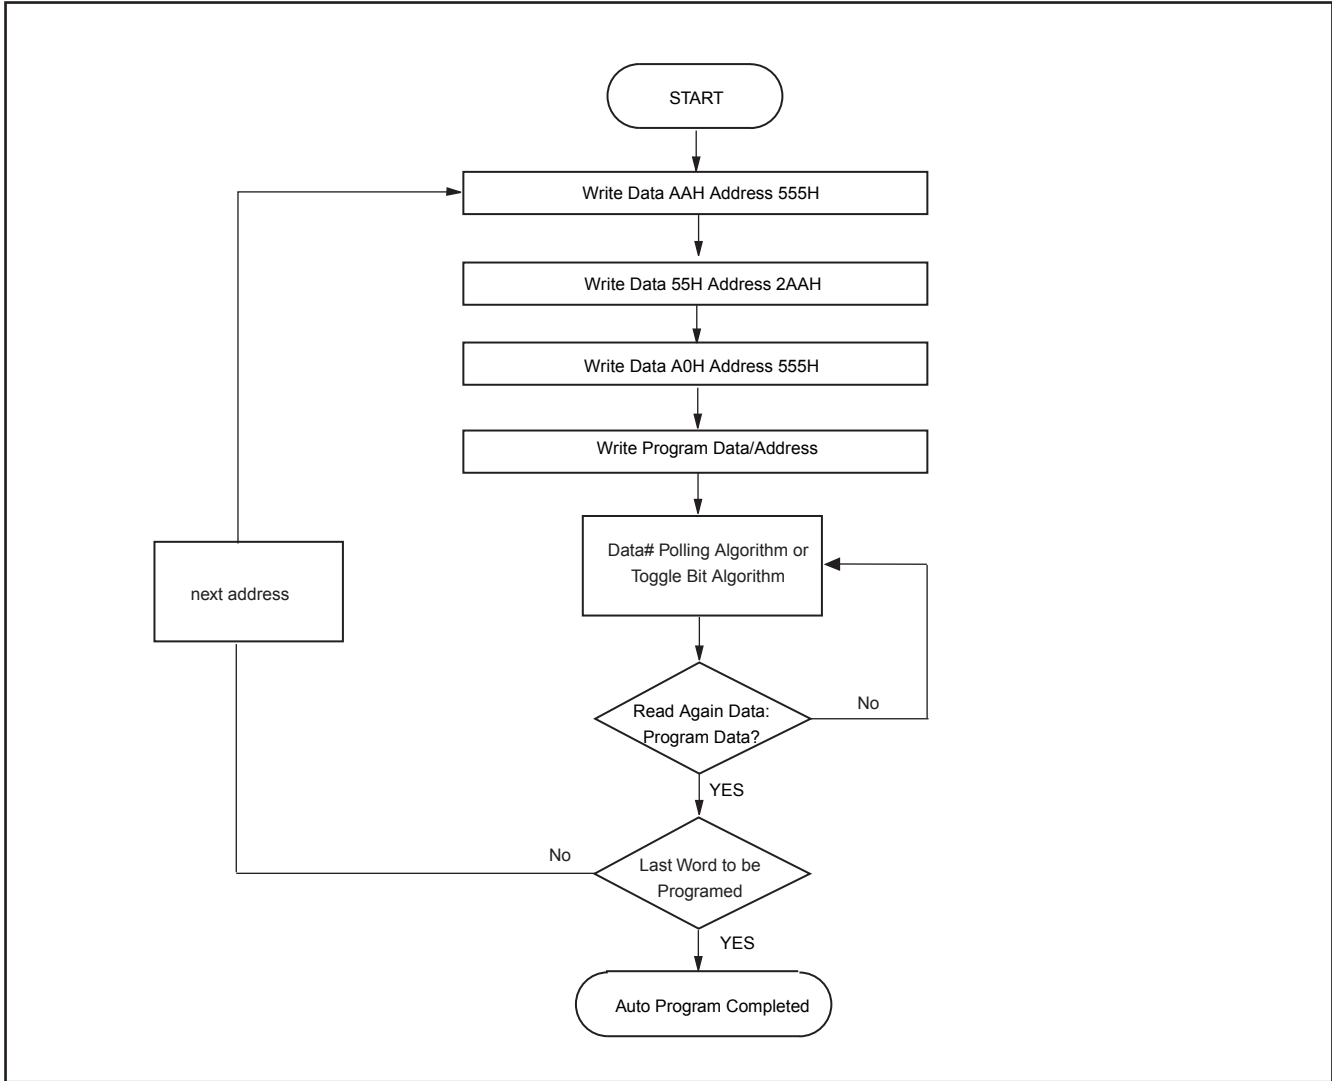 START
Write Data AAH Address 555H
Write Data 55H Address 2AAH
Write Data A0H Address 555H
Write Program Data/Address
Data# Polling Algorithm or
Toggle Bit Algorithm
next address
Read Again Data:
Program Data?
No
YES
No
Last Word to be
Programed
YES
Auto Program Completed